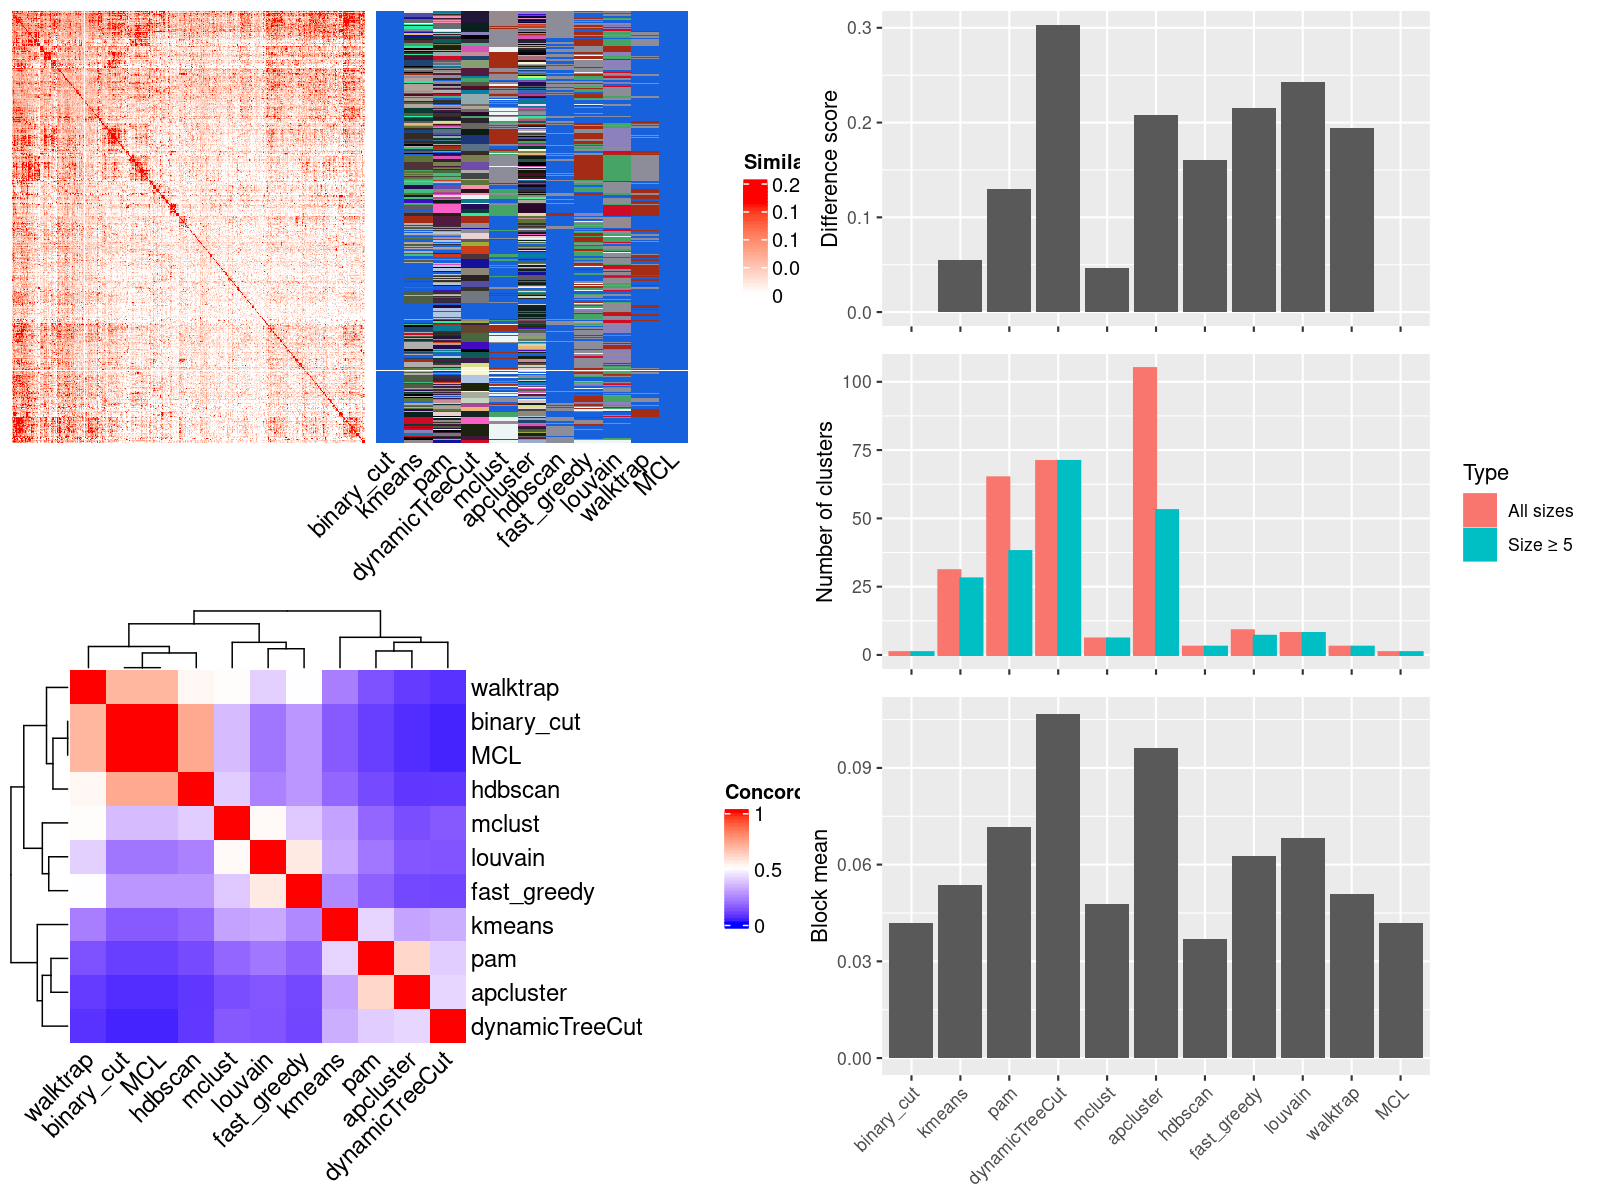 Simila
0.2
0.1
0.1
0.0
0
binary_cut
kmeans
pam
dynamicTreeCut
mclust
apcluster
hdbscan
fast_greedy
louvain
walktrap
MCL
walktrap
binary_cut
MCL
hdbscan
mclust
louvain
fast_greedy
kmeans
pam
apcluster
dynamicTreeCut
walktrap
binary_cut
MCL
hdbscan
mclust
louvain
fast_greedy
kmeans
pam
apcluster
dynamicTreeCut
Concord
1
0.5
0
Difference score
0.3
0.2
0.1
0.0
Number of clusters
100
75
50
25
0
Type
All sizes
Size ≥ 5
Block mean
0.09
0.06
0.03
0.00
binary_cut
kmeans
pam
dynamicTreeCut
mclust
apcluster
hdbscan
fast_greedy
louvain
walktrap
MCL